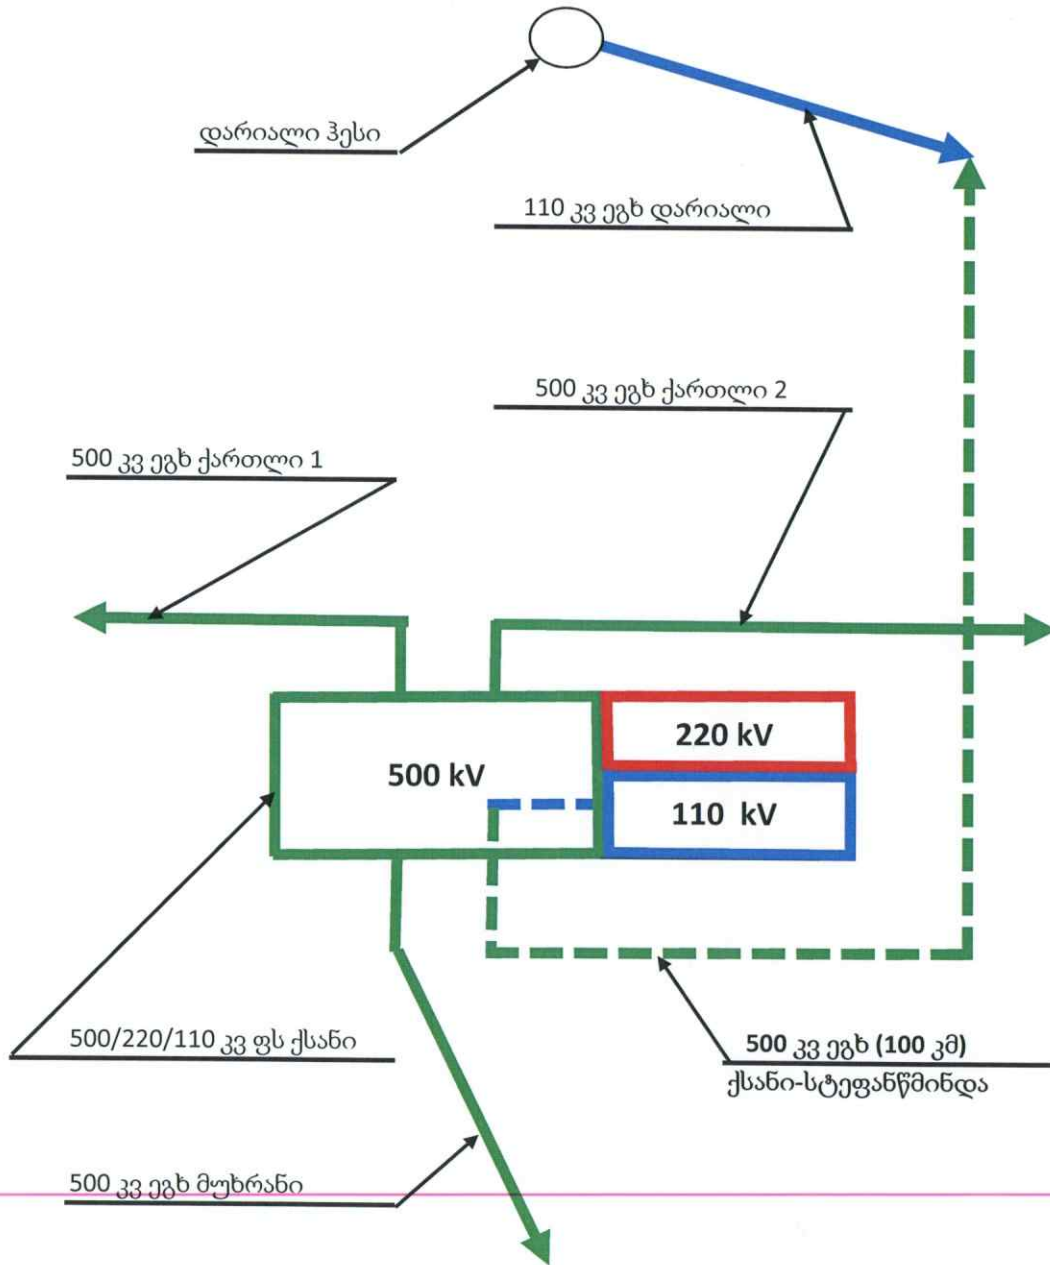 დარიალი ჰესი
110 კვ ეგხ დარიალი
500 კვ ეგხ ქართლი 2
500 კვ ეგხ ქართლი 1
220 kV
500 kV
110 kV
500/220/110 კვ ფს ქსანი
500 კვ ეგხ (100 კმ)
ქსანი-სტეფანწმინდა
500 კვ ეგხ მუხრანი